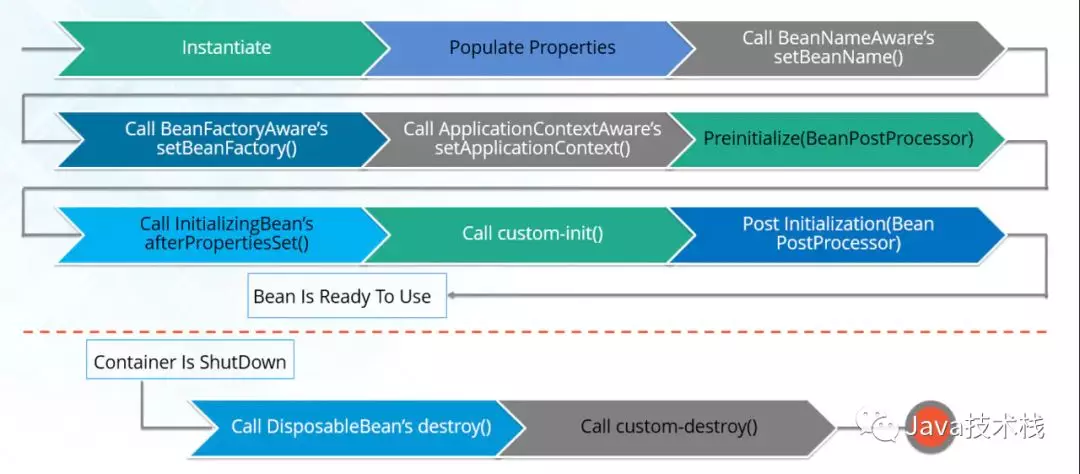 Instantiate
Populate Properties
Call BeanNameAware's
setBeanName()
Call BeanFactoryAware's
setBeanFactory()
Call ApplicationContextAware's
setApplicationContext()
Preinitialize(BeanPostProcessor)
Call InitializingBean's
afterPropertiesSet()
Call custom-init()
Post Initialization(Bean
PostProcessor)
Bean Is Ready To Use
Container Is ShutDown
Call DisposableBean's destroy()
Call custom-destroy()
Java技术栈